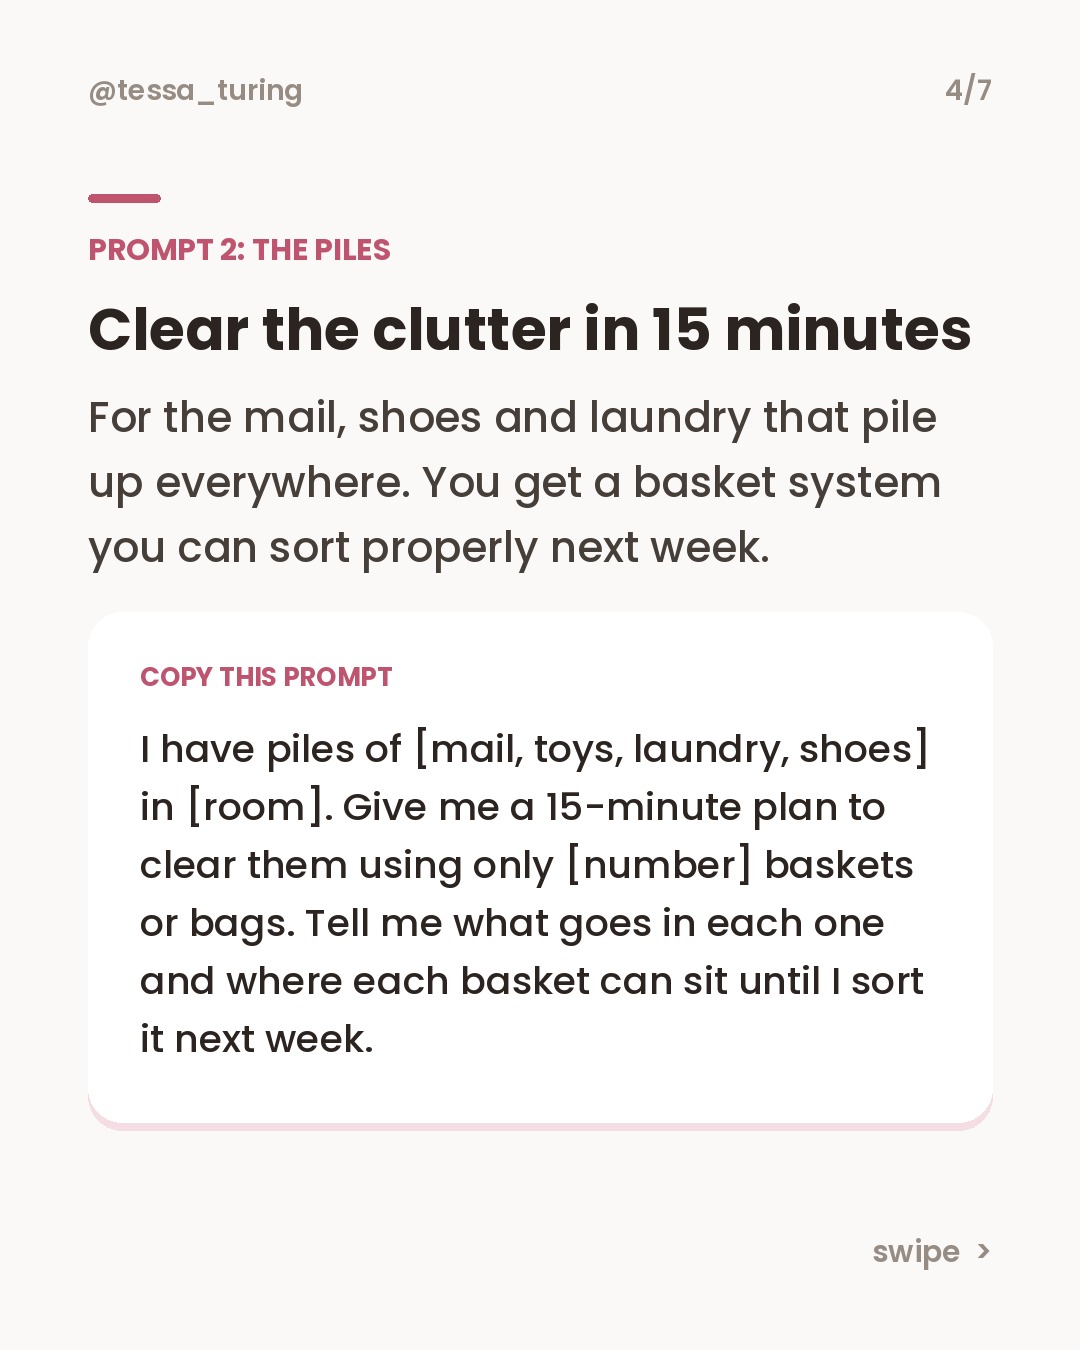 @tessa_turing
4/7
PROMPT 2: THE PILES
Clear the clutter in 15 minutes
For the mail, shoes and laundry that pile
up everywhere. You get a basket system
you can sort properly next week.
COPY THIS PROMPT
I have piles of [mail, toys, laundry, shoes]
in [room]. Give me a 15-minute plan to
clear them using only [number] baskets
or bags. Tell me what goes in each one
and where each basket can sit until I sort
it next week.
swipe >